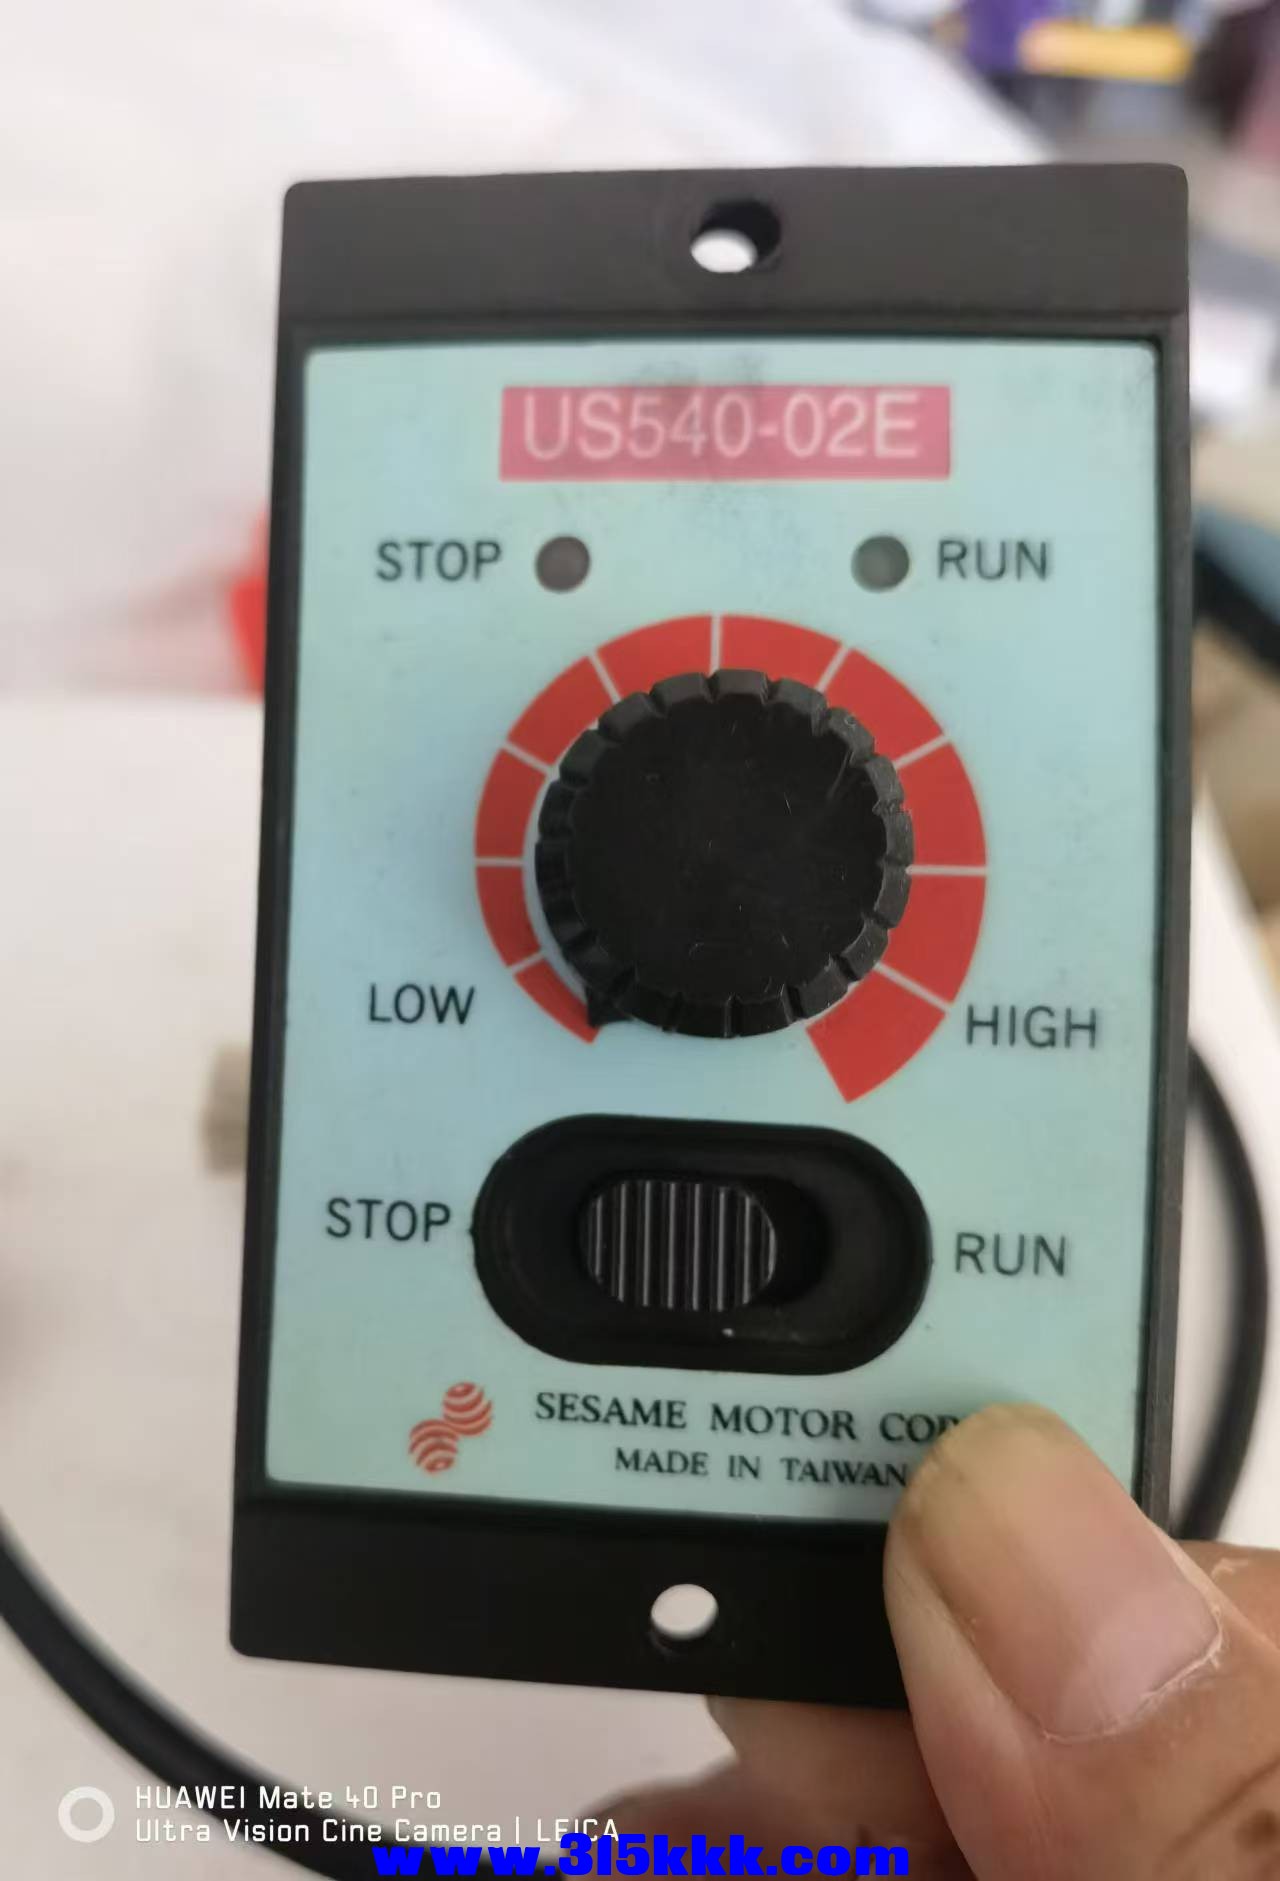 US540-02E
STOP RUN
LOW HIGH
STOP RUN
SESAME MOTOR
MADE IN TAIWAN
HUAWEI Mate 40 Pro
Ultra Vision Cine Camera | LEICA
www.315kkk.com